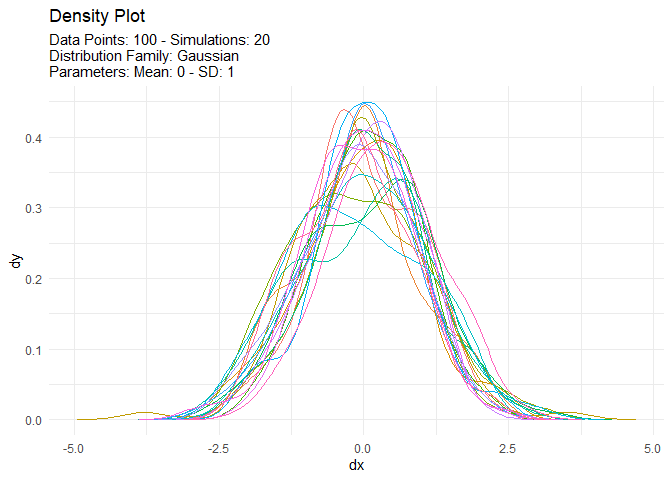 Density Plot
Data Points: 100 - Simulations: 20
Distribution Family: Gaussian
Parameters: Mean: 0 - SD: 1
dy
0.4
0.3
0.2
0.1
0.0
-5.0 -2.5 0.0 2.5 5.0
dx